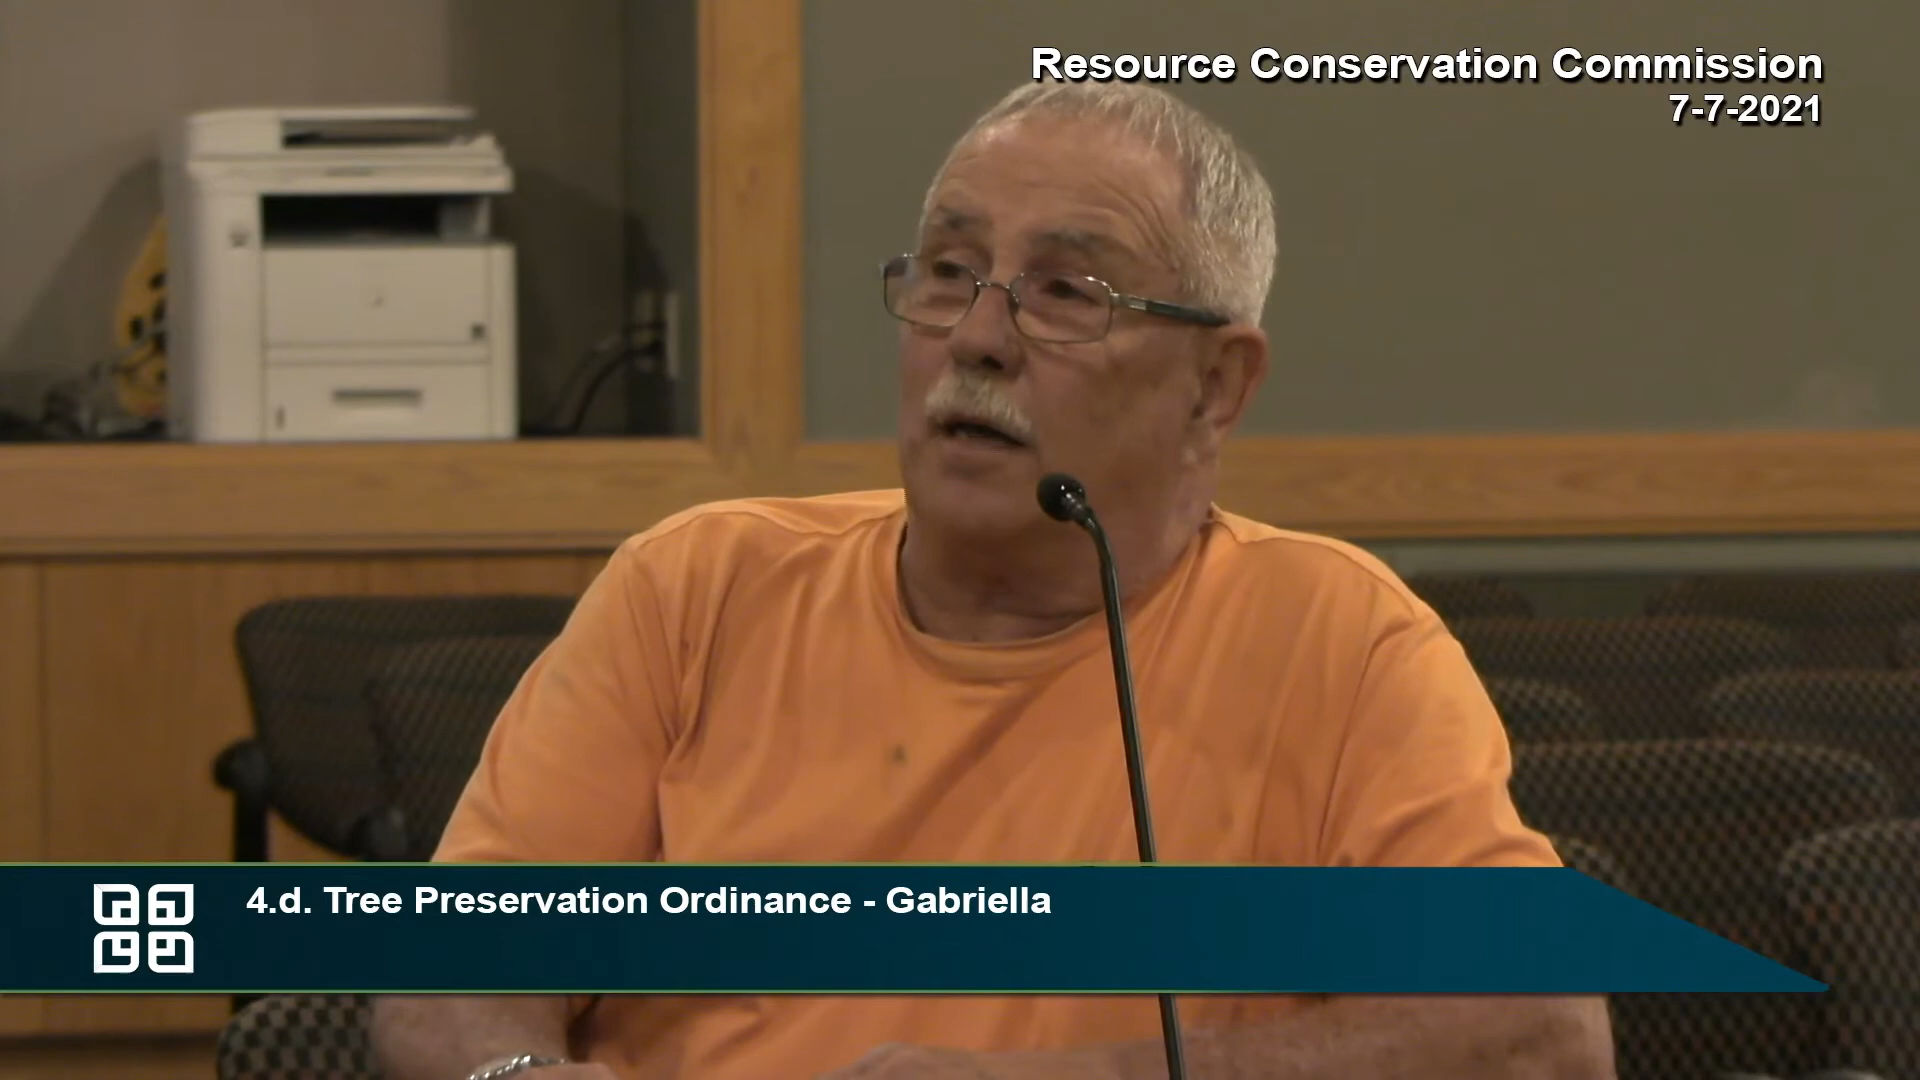 Resource Conservation Commission
7-7-2021
4.d. Tree Preservation Ordinance - Gabriella